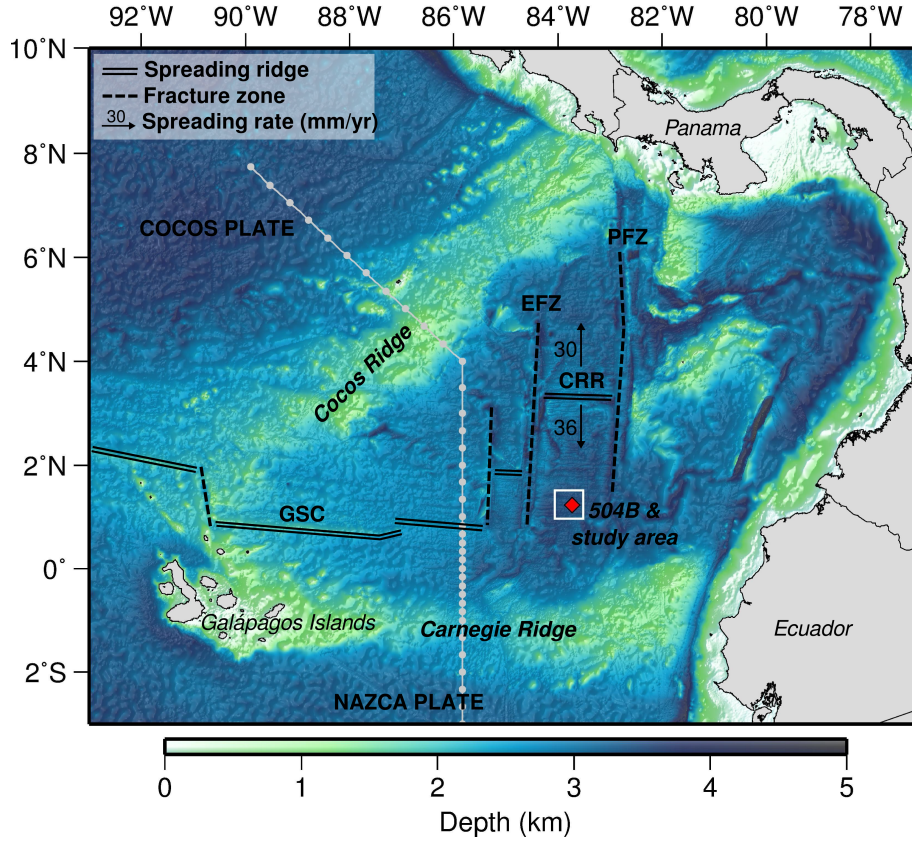 92°W 90°W 88°W 86°W 84°W 82°W 80°W 78°W
10°N
Spreading ridge
Fracture zone
30 Spreading rate (mm/yr)
Panama
8°N
COCOS PLATE
PFZ
6°N
EFZ
30
4°N
Cocos Ridge
CRR
36
2°N
504B &
study area
GSC
0°
Galápagos Islands
Carnegie Ridge
Ecuador
2°S
NAZCA PLATE
0 1 2 3 4 5
Depth (km)